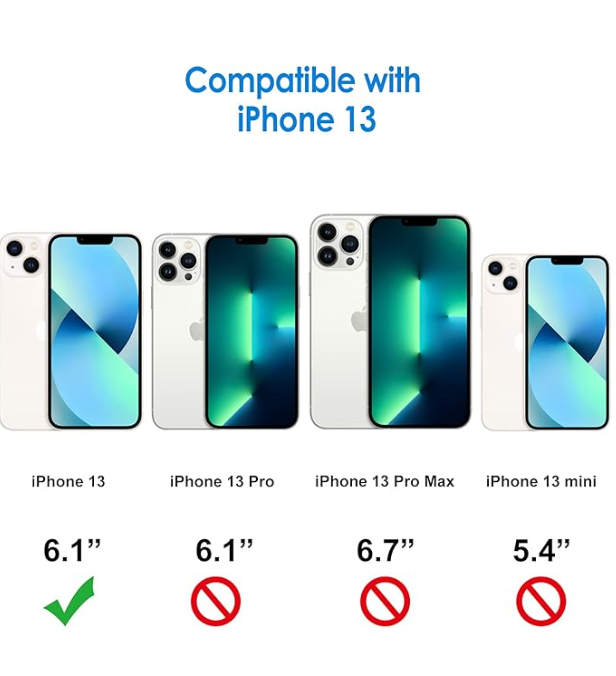 Compatible with
iPhone 13
iPhone 13
iPhone 13 Pro
iPhone 13 Pro Max
iPhone 13 mini
6.1”
6.1”
6.7”
5.4”